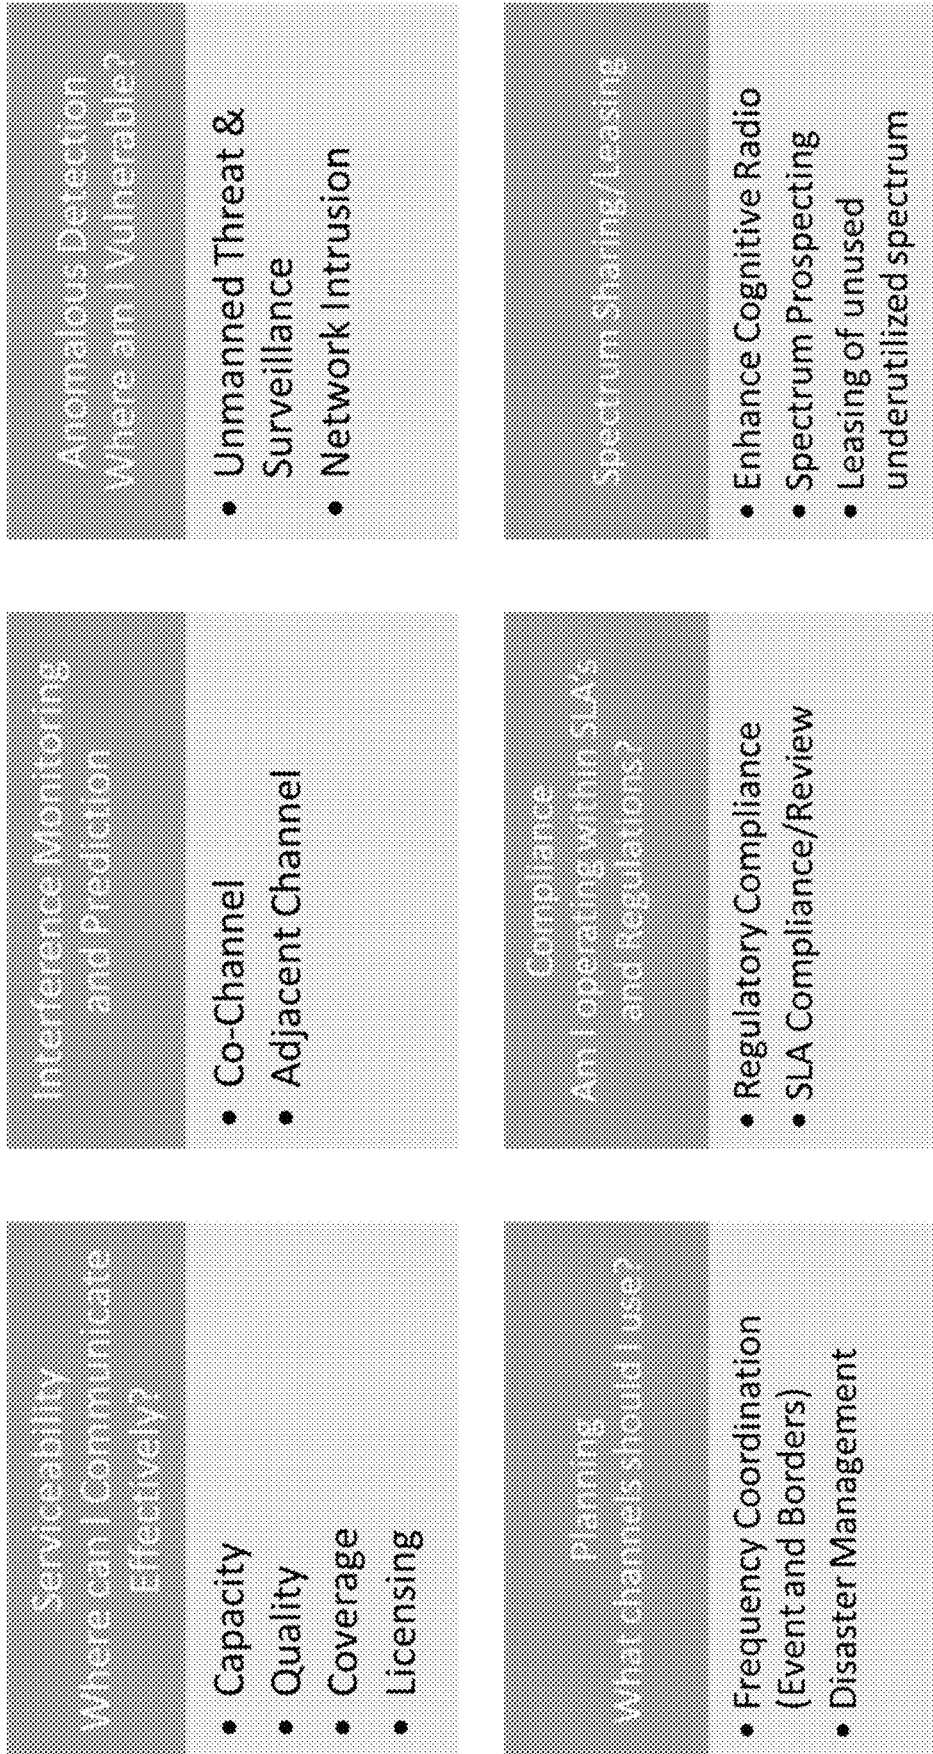 Serviceability
Where can I Communicate
Effectively?
• Capacity
• Quality
• Coverage
• Licensing
Interference Monitoring
and Prediction
• Co-Channel
• Adjacent Channel
Anomalous Detection
Where am I Vulnerable?
• Unmanned Threat &
Surveillance
• Network Intrusion
Planning
What channels should I use?
• Frequency Coordination
(Event and Borders)
• Disaster Management
Compliance
Am I operating within SLA's
and Regulations?
• Regulatory Compliance
• SLA Compliance/Review
Spectrum Sharing/Leasing
• Enhance Cognitive Radio
• Spectrum Prospecting
• Leasing of unused
underutilized spectrum